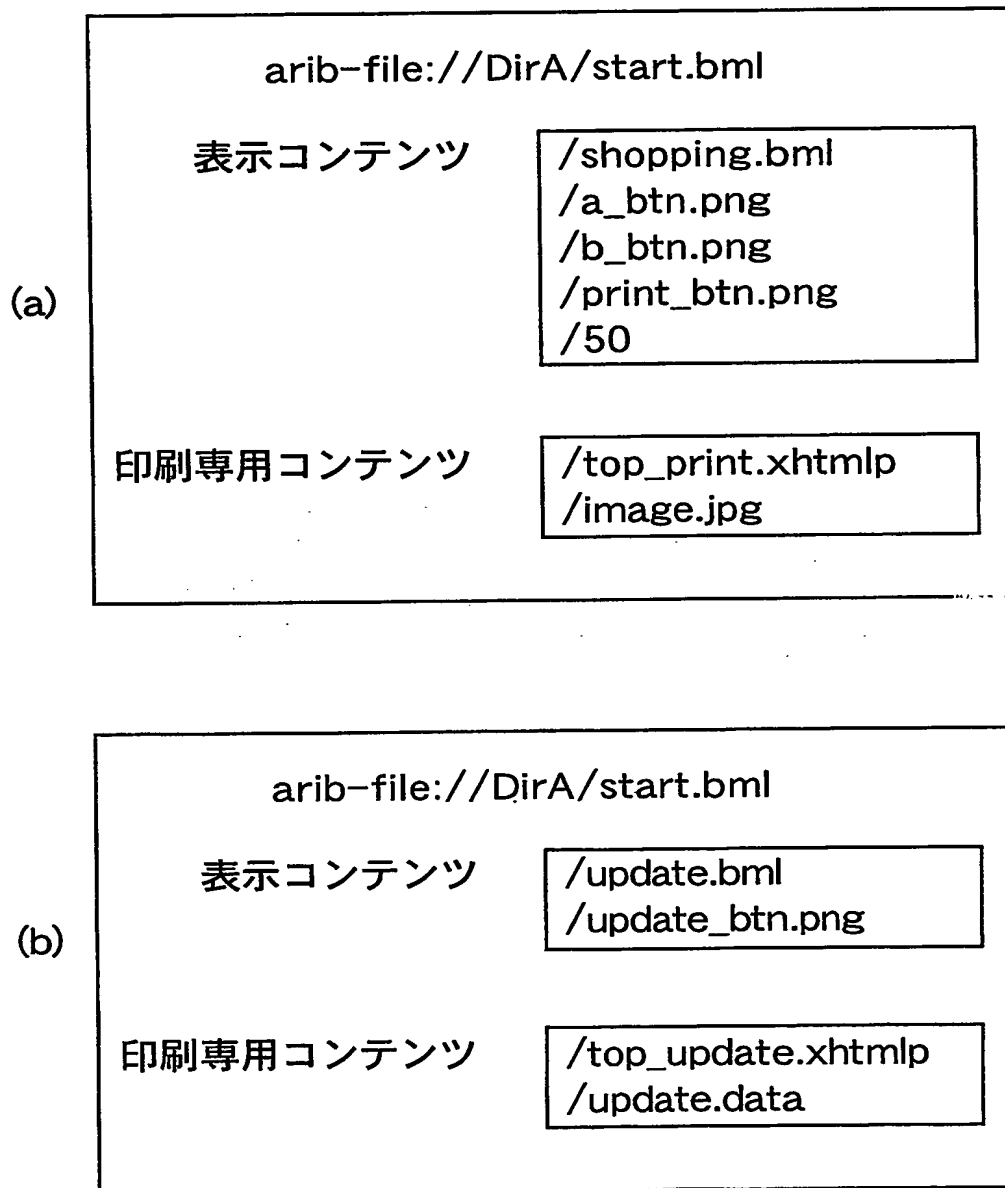 arib-file://DirA/start.bml
表示コンテンツ
/shopping.bml
/a_btn.png
/b_btn.png
/print_btn.png
/50
(a)
印刷専用コンテンツ
/top_print.xhtmlp
/image.jpg
arib-file://DirA/start.bml
表示コンテンツ
/update.bml
/update_btn.png
(b)
印刷専用コンテンツ
/top_update.xhtmlp
/update.data